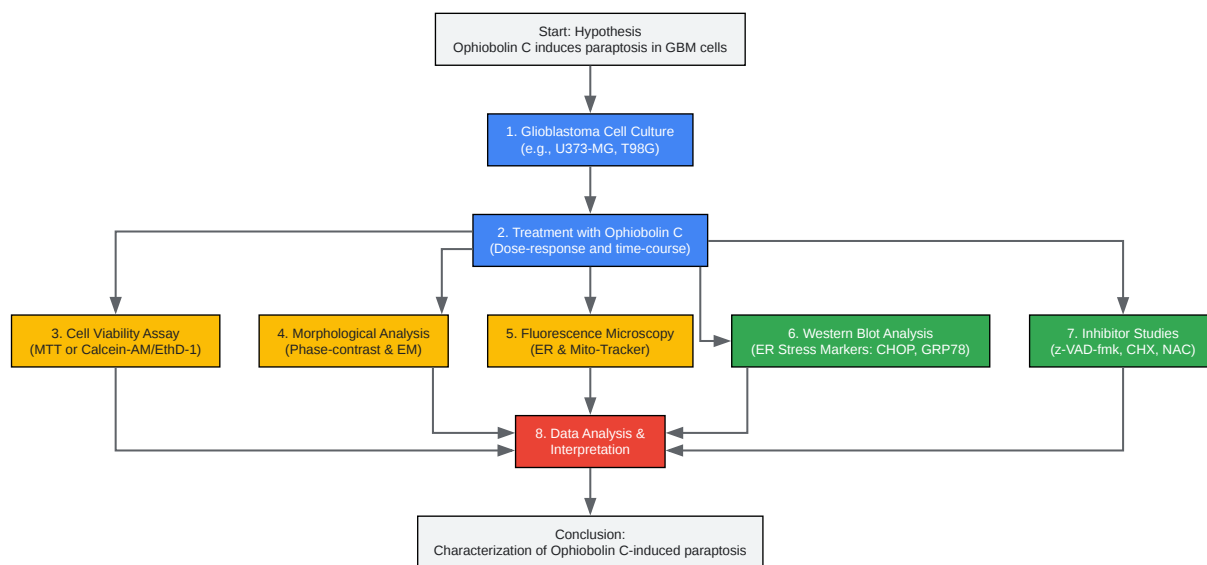 Start: Hypothesis
Ophiobolin C induces paraptosis in GBM cells
1. Glioblastoma Cell Culture
(e.g., U373-MG, T98G)
2. Treatment with Ophiobolin C
(Dose-response and time-course)
3. Cell Viability Assay
(MTT or Calcein-AM/EthD-1)
4. Morphological Analysis
(Phase-contrast & EM)
5. Fluorescence Microscopy
(ER & Mito-Tracker)
6. Western Blot Analysis
(ER Stress Markers: CHOP, GRP78)
7. Inhibitor Studies
(z-VAD-fmk, CHX, NAC)
8. Data Analysis &
Interpretation
Conclusion:
Characterization of Ophiobolin C-induced paraptosis